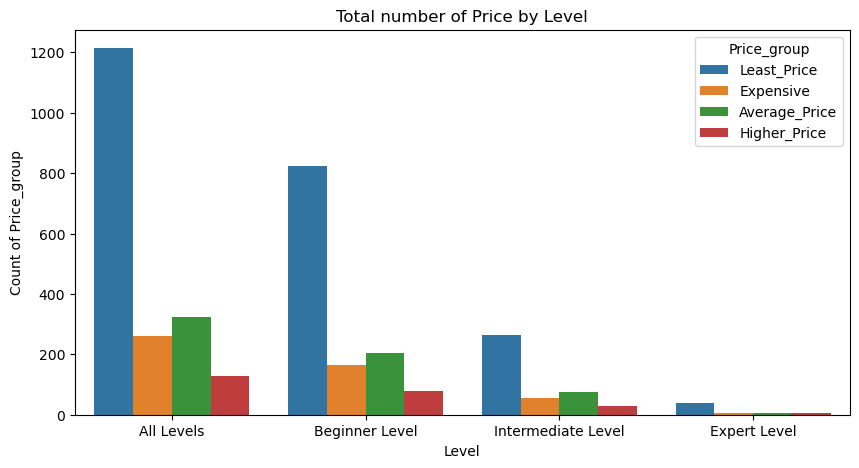 Total number of Price by Level
Count of Price_group
1200
1000
800
600
400
200
0
Price_group
Least_Price
Expensive
Average_Price
Higher_Price
All Levels
Beginner Level
Intermediate Level
Expert Level
Level